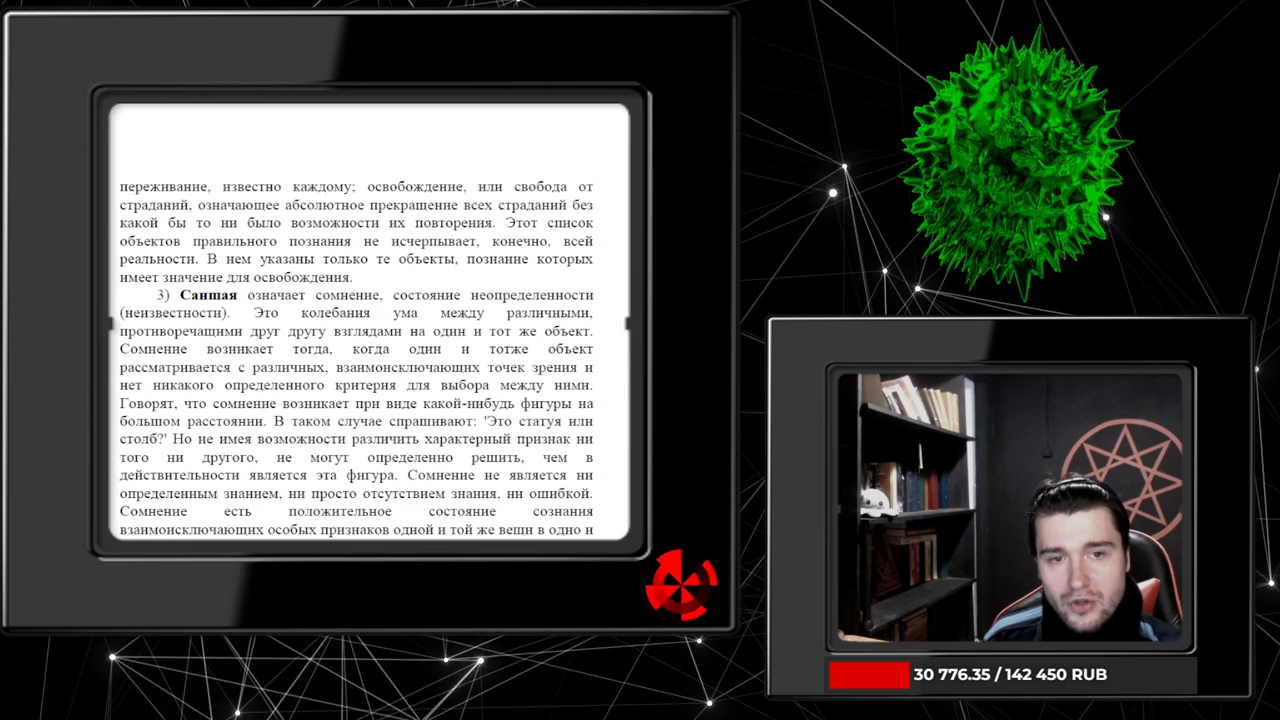 переживание, известно каждому; освобождение, или свобода от
страданий, означающее абсолютное прекращение всех страданий без
какой бы то ни было возможности их повторения. Этот список
объектов правильного познания не исчерпывает, конечно, всей
реальности. В нем указаны только те объекты, познание которых
имеет значение для освобождения.
3) Саншая означает сомнение, состояние неопределенности
(неизвестности). Это колебания ума между различными,
противоречащими друг другу взглядами на один и тот же объект.
Сомнение возникает тогда, когда один и тотже объект
рассматривается с различных, взаимоисключающих точек зрения и
нет никакого определенного критерия для выбора между ними.
Говорят, что сомнение возникает при виде какой-нибудь фигуры на
большом расстоянии. В таком случае спрашивают: 'Это статуя или
столб?' Но не имея возможности различить характерный признак ни
того ни другого, не могут определенно решить, чем в
действительности является эта фигура. Сомнение не является ни
определенным знанием, ни просто отсутствием знания, ни ошибкой.
Сомнение есть положительное состояние сознания
взаимоисключающих особых признаков одной и той же вещи в одно и
30 776.35 / 142 450 RUB